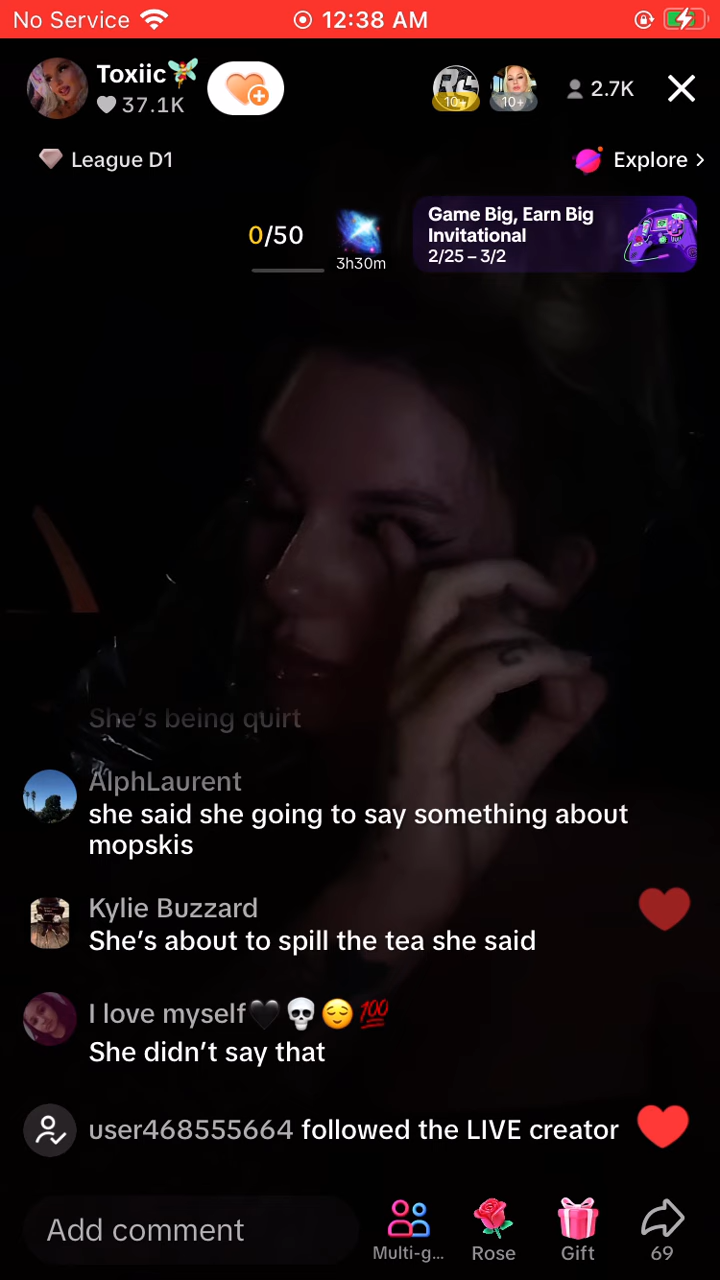 No Service 12:38 AM
Toxiic🧚
37.1K
10+ 10+
2.7K
League D1
Explore >
0/50
3h30m
Game Big, Earn Big
Invitational
2/25 – 3/2
She's being quirt
AlphLaurent
she said she going to say something about
mopskis
Kylie Buzzard
She's about to spill the tea she said
I love myself🖤💀😌💯
She didn't say that
user468555664 followed the LIVE creator
Add comment
Multi-g...
Rose
Gift
69